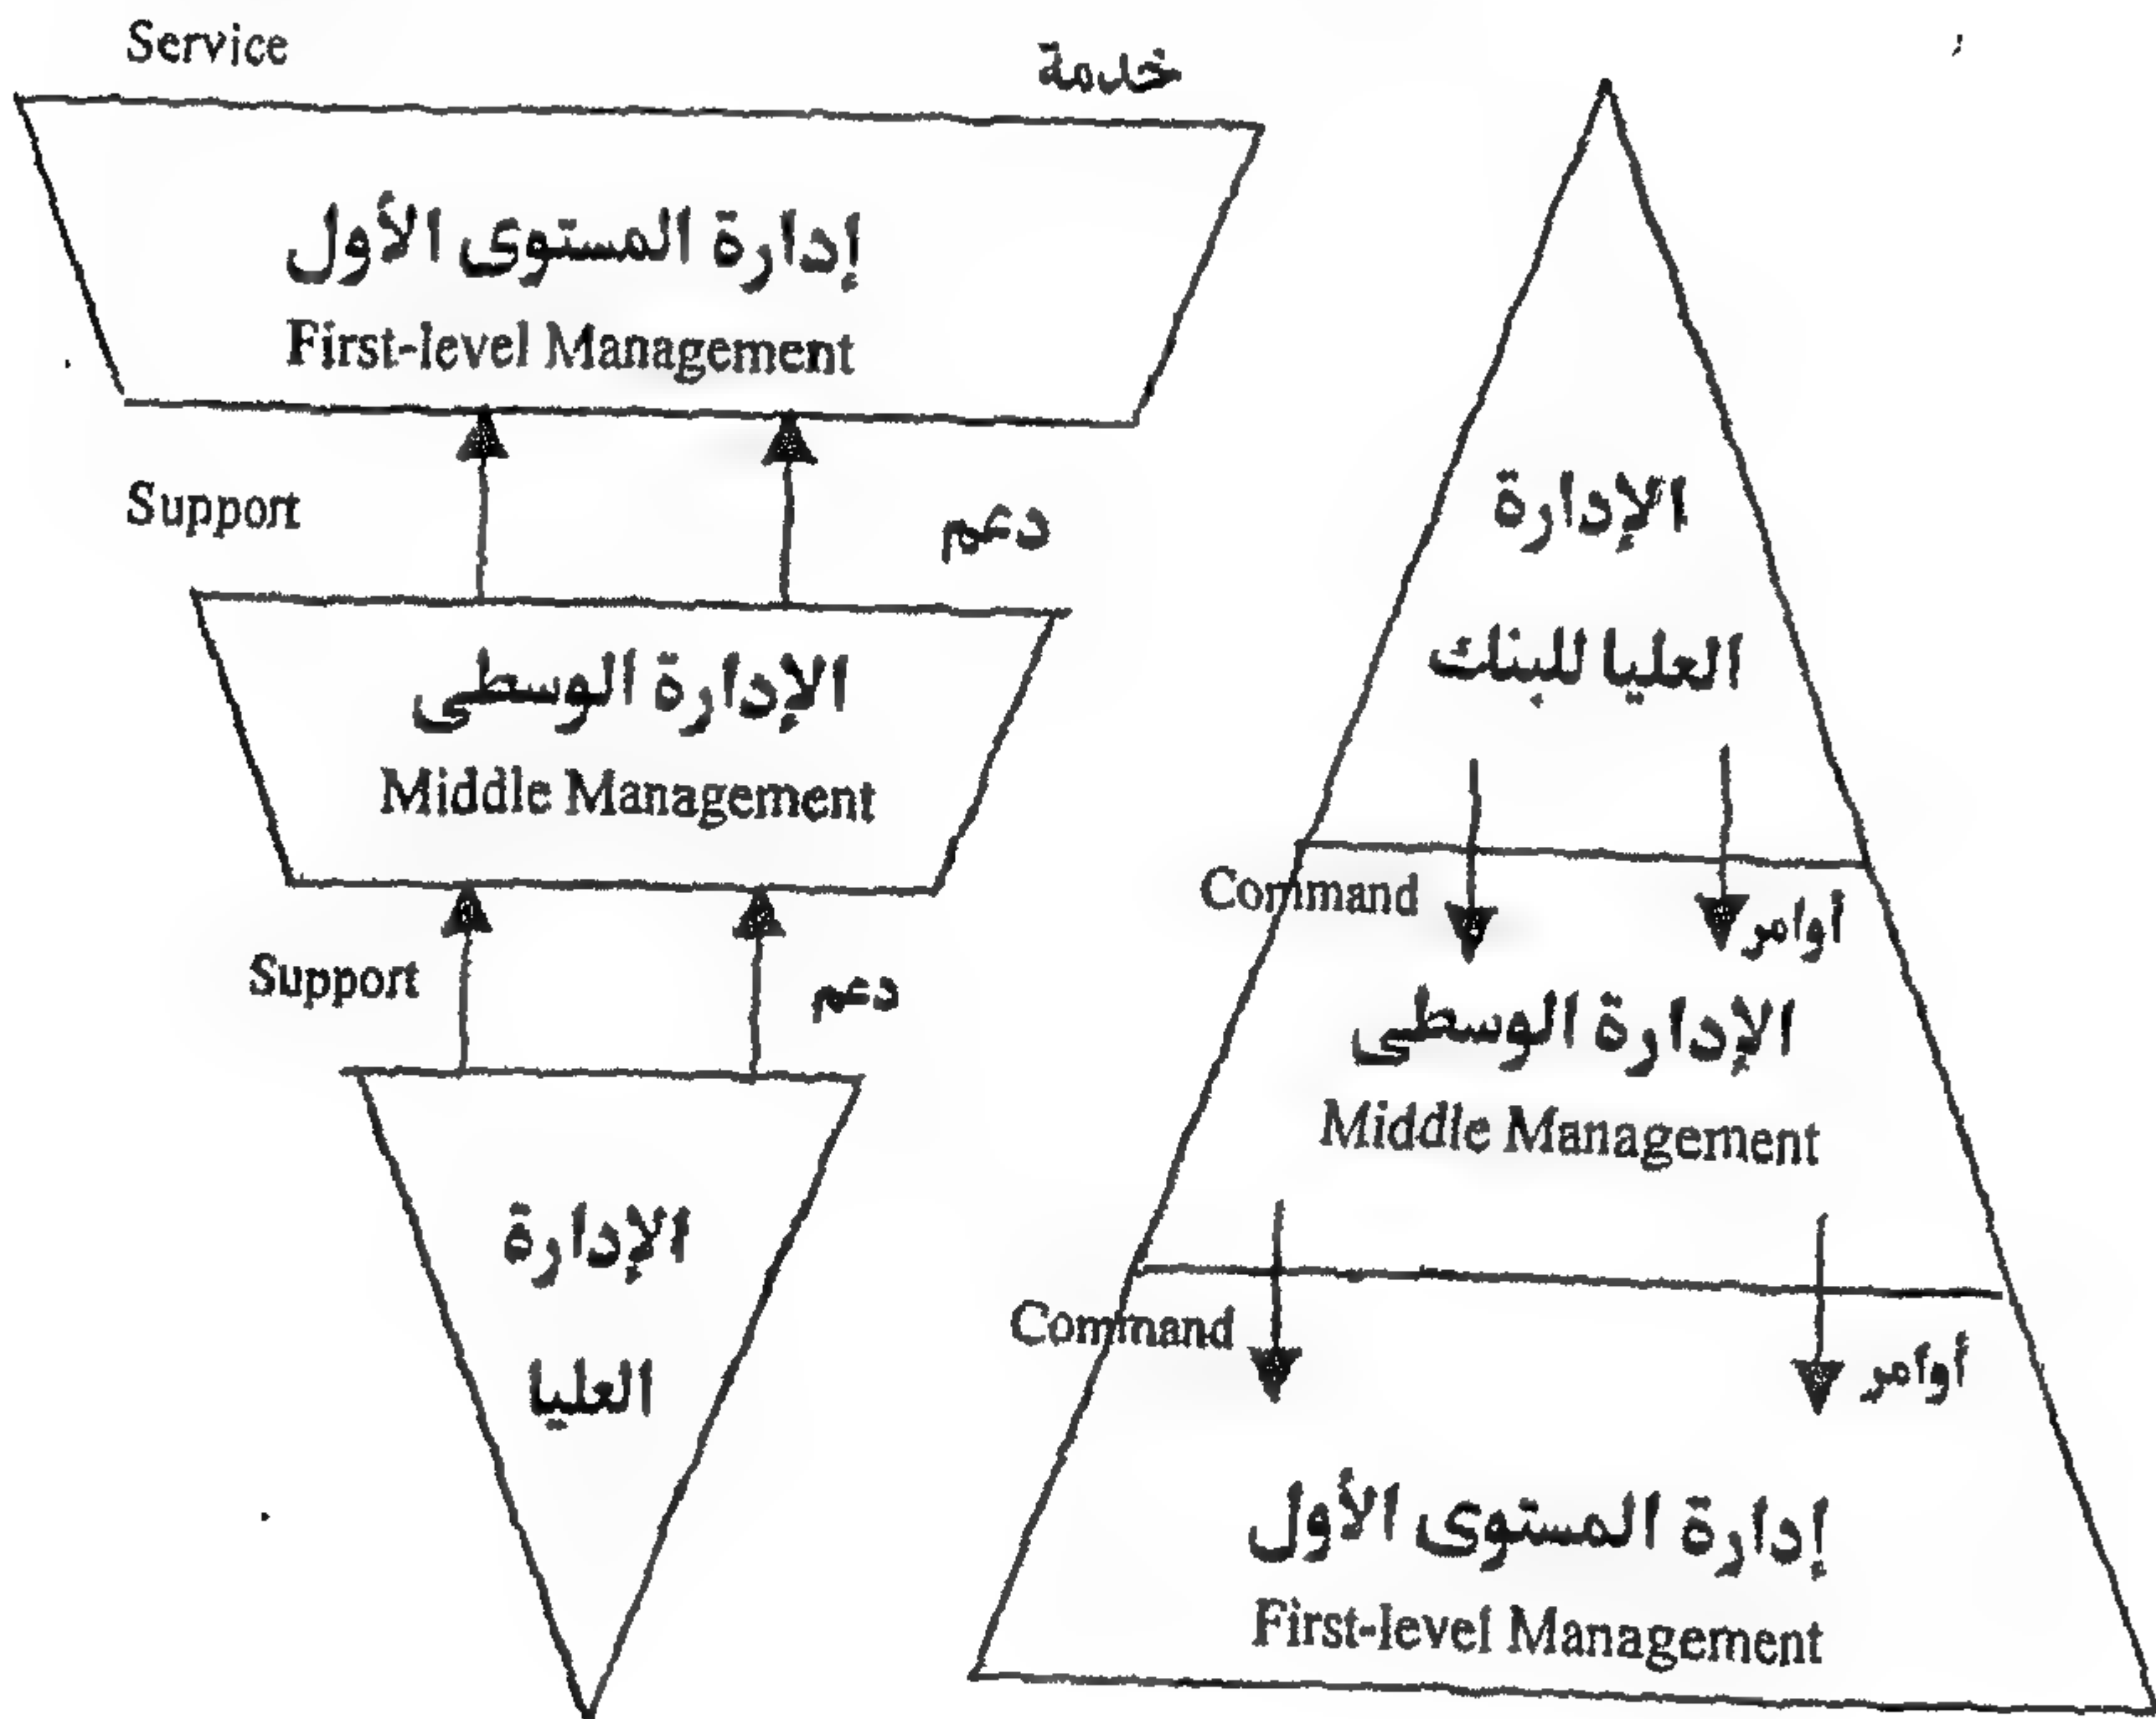 Service
خدمة
إدارة المستوى الأول
First-level Management
Support
دعم
الإدارة الوسطى
Middle Management
Support
دعم
الإدارة
العليا
الإدارة
العليا للبنك
Command
أوامر
الإدارة الوسطى
Middle Management
Command
أوامر
إدارة المستوى الأول
First-level Management